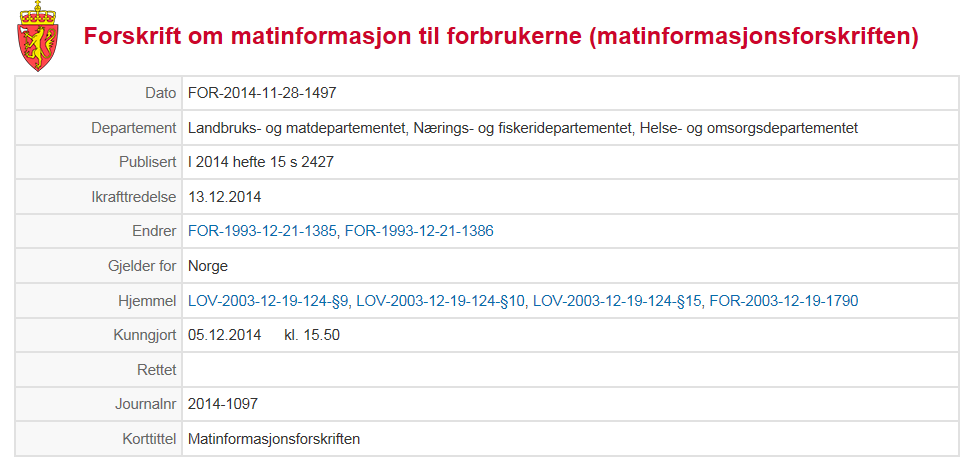 Forskrift om matinformasjon til forbrukerne (matinformasjonsforskriften)
Dato FOR-2014-11-28-1497
Departement Landbruks- og matdepartementet, Nærings- og fiskeridepartementet, Helse- og omsorgsdepartementet
Publisert I 2014 hefte 15 s 2427
Ikrafttredelse 13.12.2014
Endrer FOR-1993-12-21-1385, FOR-1993-12-21-1386
Gjelder for Norge
Hjemmel LOV-2003-12-19-124-§9, LOV-2003-12-19-124-§10, LOV-2003-12-19-124-§15, FOR-2003-12-19-1790
Kunngjort 05.12.2014 kl. 15.50
Rettet
Journalnr 2014-1097
Korttittel Matinformasjonsforskriften